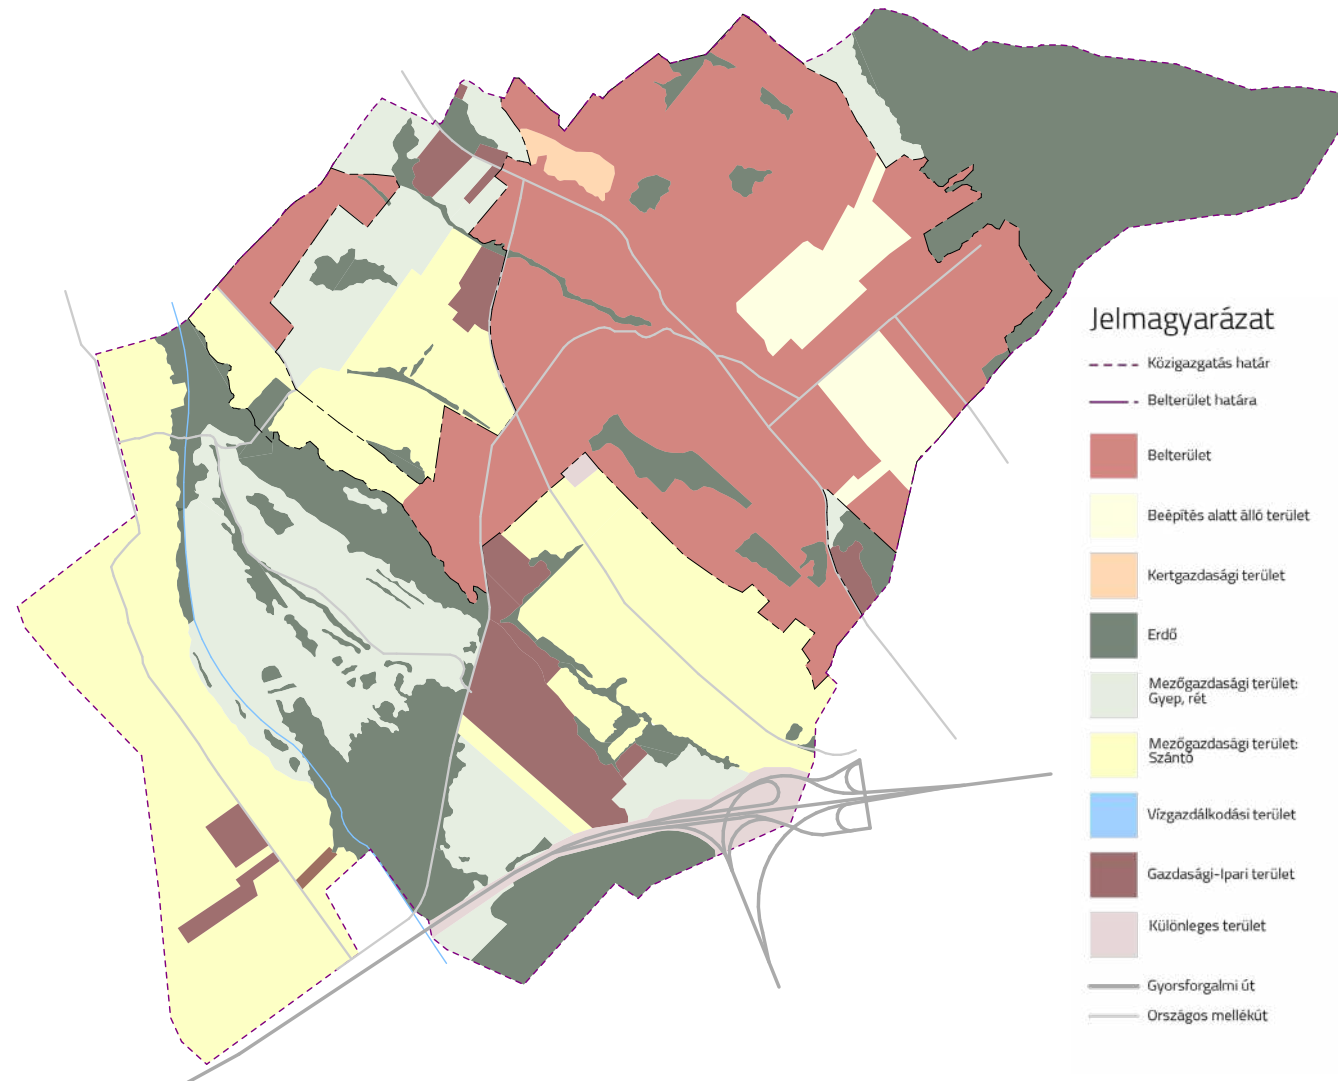 Jelmagyarázat
Közigazgatás határ
Belterület határa
Belterület
Beépítés alatt álló terület
Kertgazdasági terület
Erdő
Mezőgazdasági terület:
Gyep, rét
Mezőgazdasági terület:
Szántó
Vízgazdálkodási terület
Gazdasági-Ipari terület
Különleges terület
Gyorsforgalmi út
Országos mellékút